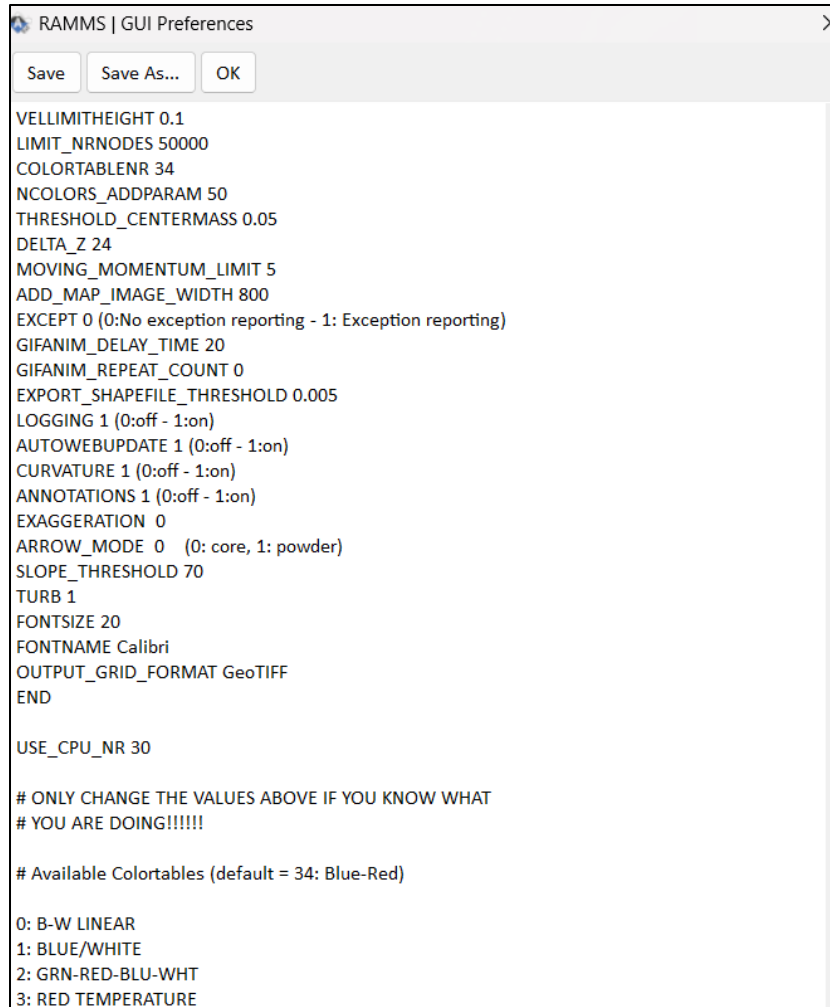 RAMMS | GUI Preferences
Save Save As... OK
VELLIMITHEIGHT 0.1
LIMIT_NRNODES 50000
COLORTABLENR 34
NCOLORS_ADDPARAM 50
THRESHOLD_CENTERMASS 0.05
DELTA_Z 24
MOVING_MOMENTUM_LIMIT 5
ADD_MAP_IMAGE_WIDTH 800
EXCEPT 0 (0:No exception reporting - 1: Exception reporting)
GIFANIM_DELAY_TIME 20
GIFANIM_REPEAT_COUNT 0
EXPORT_SHAPEFILE_THRESHOLD 0.005
LOGGING 1 (0:off - 1:on)
AUTOWEBUPDATE 1 (0:off - 1:on)
CURVATURE 1 (0:off - 1:on)
ANNOTATIONS 1 (0:off - 1:on)
EXAGGERATION  0
ARROW_MODE  0    (0: core, 1: powder)
SLOPE_THRESHOLD 70
TURB 1
FONTSIZE 20
FONTNAME Calibri
OUTPUT_GRID_FORMAT GeoTIFF
END
USE_CPU_NR 30
# ONLY CHANGE THE VALUES ABOVE IF YOU KNOW WHAT
# YOU ARE DOING!!!!!!
# Available Colortables (default = 34: Blue-Red)
0: B-W LINEAR
1: BLUE/WHITE
2: GRN-RED-BLU-WHT
3: RED TEMPERATURE